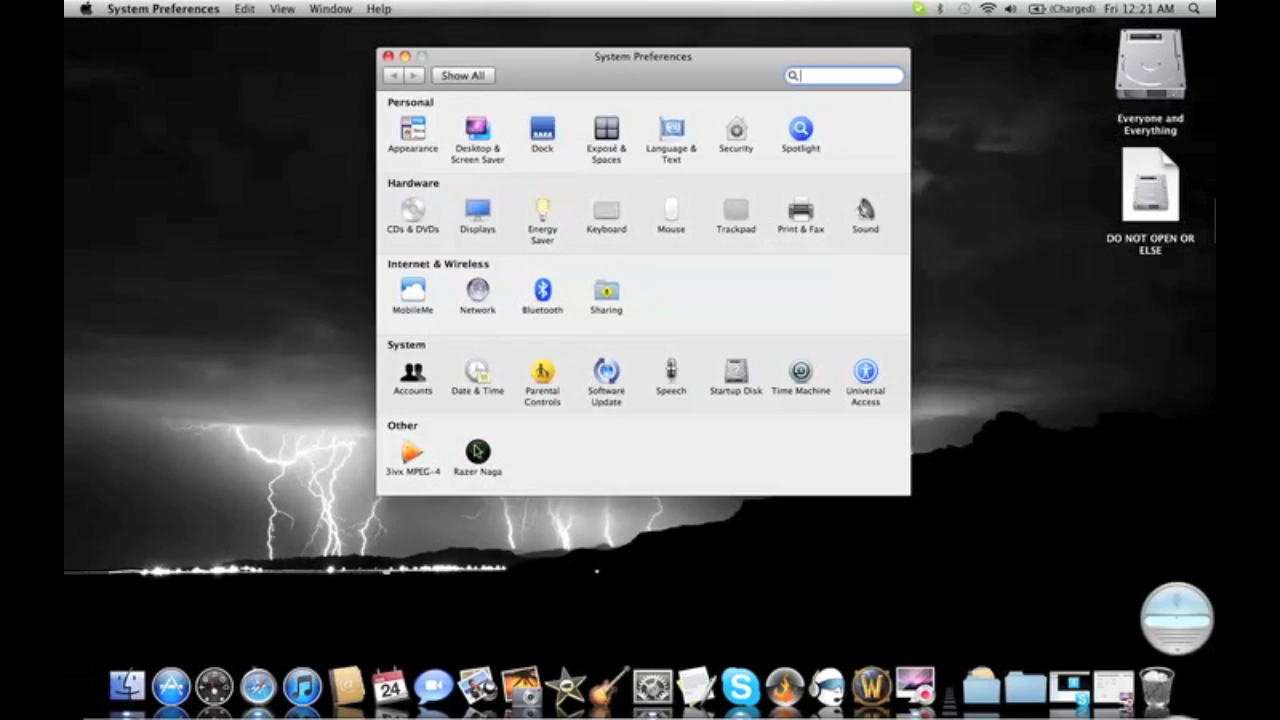 System Preferences Edit View Window Help (Charged) Fri 12:21 AM
System Preferences
Show All
Personal
Appearance Desktop & Screen Saver Dock Exposé & Spaces Language & Text Security Spotlight
Hardware
CDs & DVDs Displays Energy Saver Keyboard Mouse Trackpad Print & Fax Sound
Internet & Wireless
MobileMe Network Bluetooth Sharing
System
Accounts Date & Time Parental Controls Software Update Speech Startup Disk Time Machine Universal Access
Other
3ivx MPEG-4 Razer Naga
Everyone and
Everything
DO NOT OPEN OR
ELSE
24